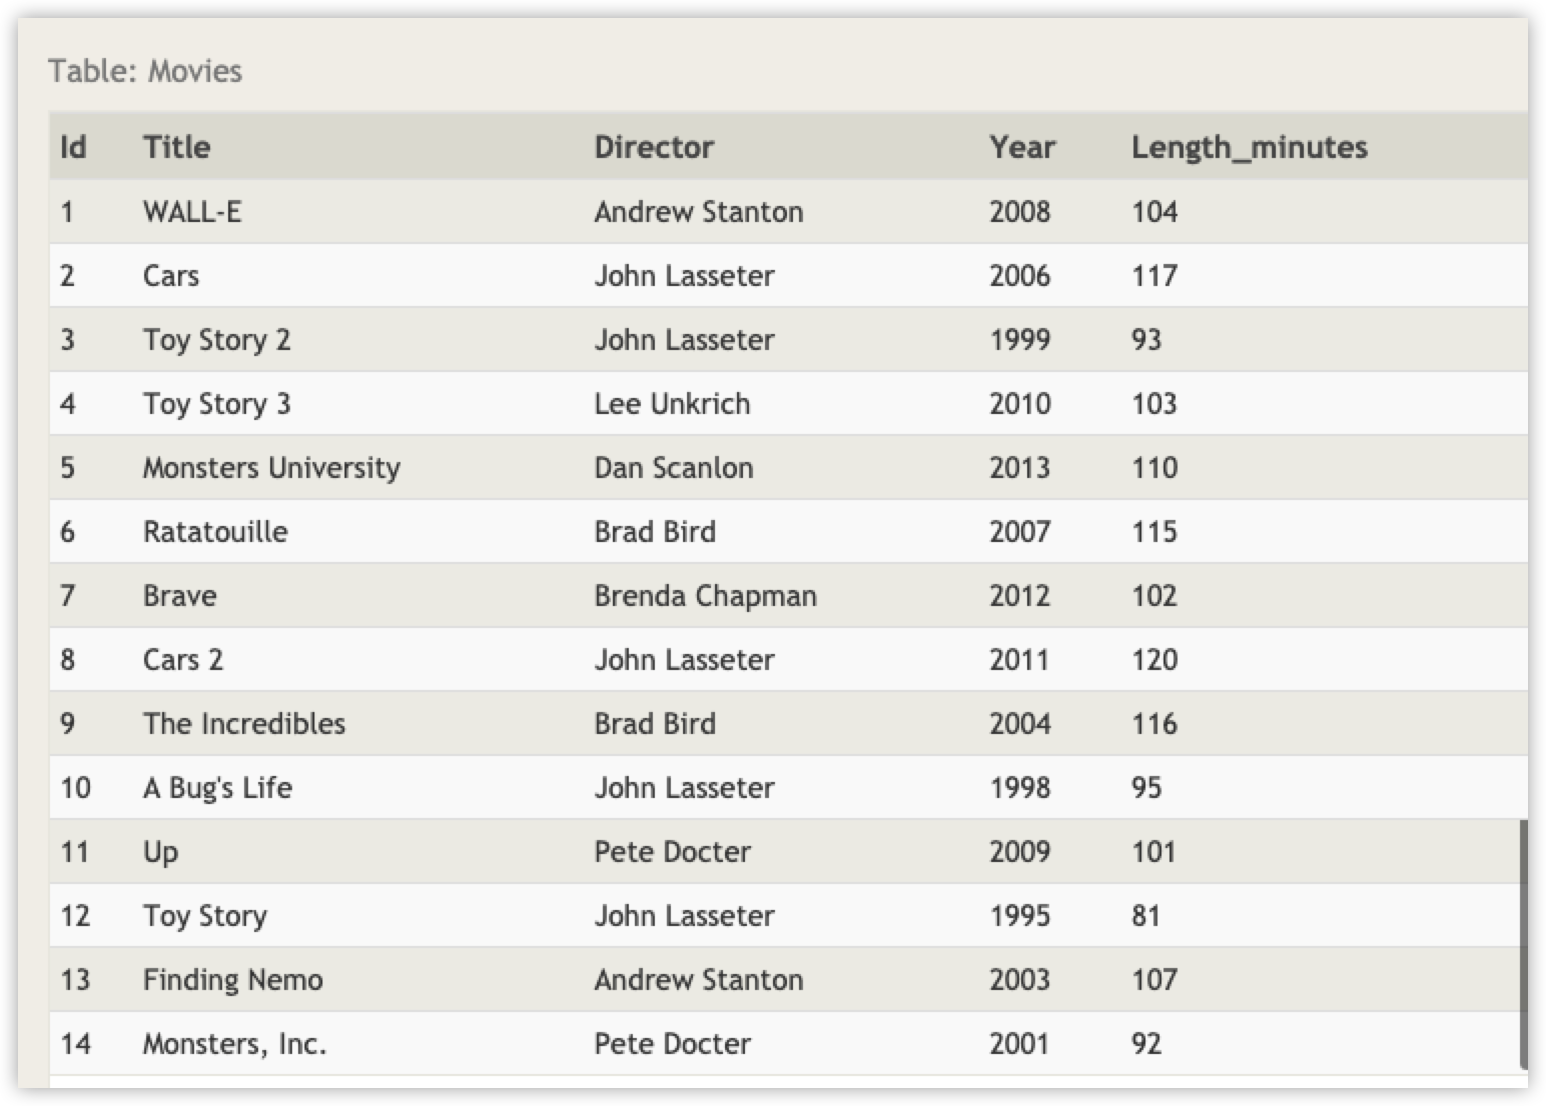 Table: Movies
Id Title Director Year Length_minutes
1 WALL-E Andrew Stanton 2008 104
2 Cars John Lasseter 2006 117
3 Toy Story 2 John Lasseter 1999 93
4 Toy Story 3 Lee Unkrich 2010 103
5 Monsters University Dan Scanlon 2013 110
6 Ratatouille Brad Bird 2007 115
7 Brave Brenda Chapman 2012 102
8 Cars 2 John Lasseter 2011 120
9 The Incredibles Brad Bird 2004 116
10 A Bug's Life John Lasseter 1998 95
11 Up Pete Docter 2009 101
12 Toy Story John Lasseter 1995 81
13 Finding Nemo Andrew Stanton 2003 107
14 Monsters, Inc. Pete Docter 2001 92